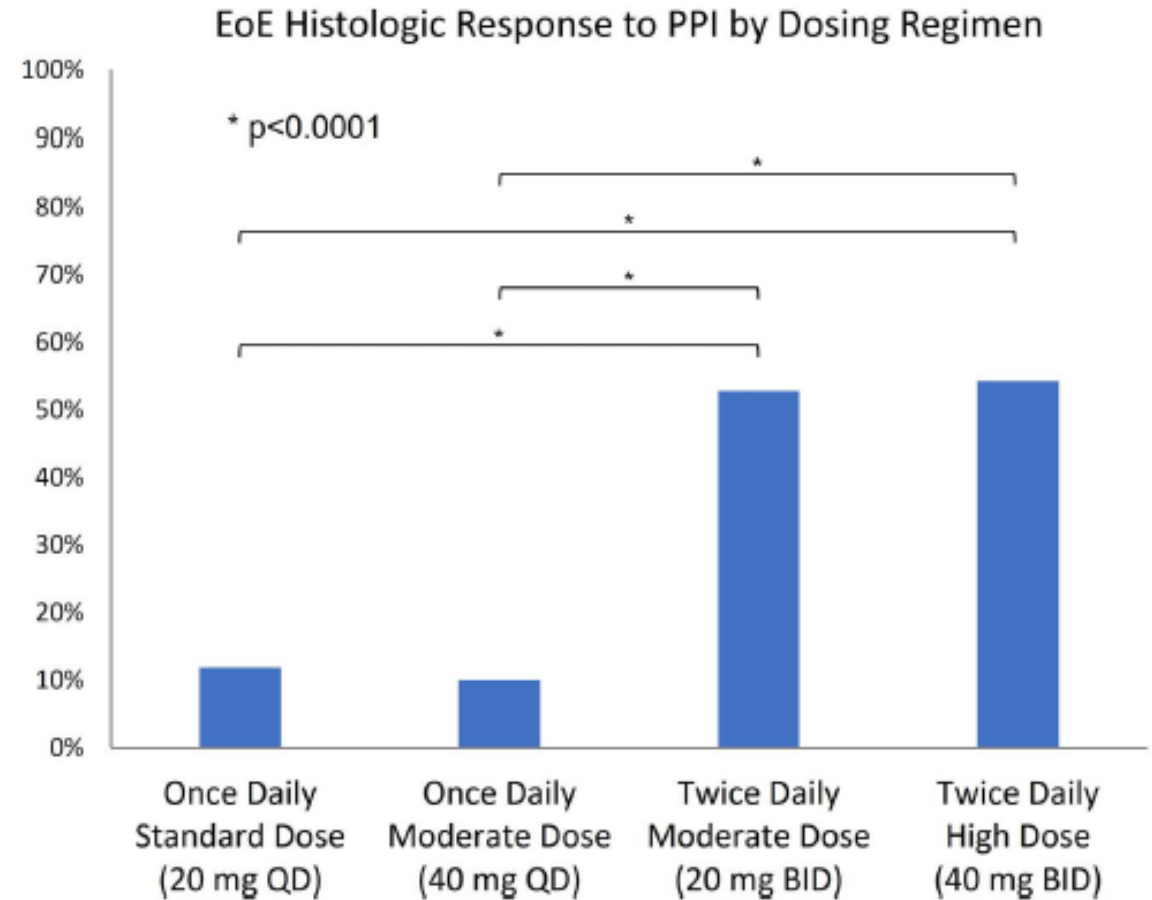 EoE Histologic Response to PPI by Dosing Regimen
100%
* p<0.0001
90%
*
80%
*
70%
*
60%
*
50%
40%
30%
20%
10%
0%
Once Daily
Standard Dose
(20 mg QD)
Once Daily
Moderate Dose
(40 mg QD)
Twice Daily
Moderate Dose
(20 mg BID)
Twice Daily
High Dose
(40 mg BID)